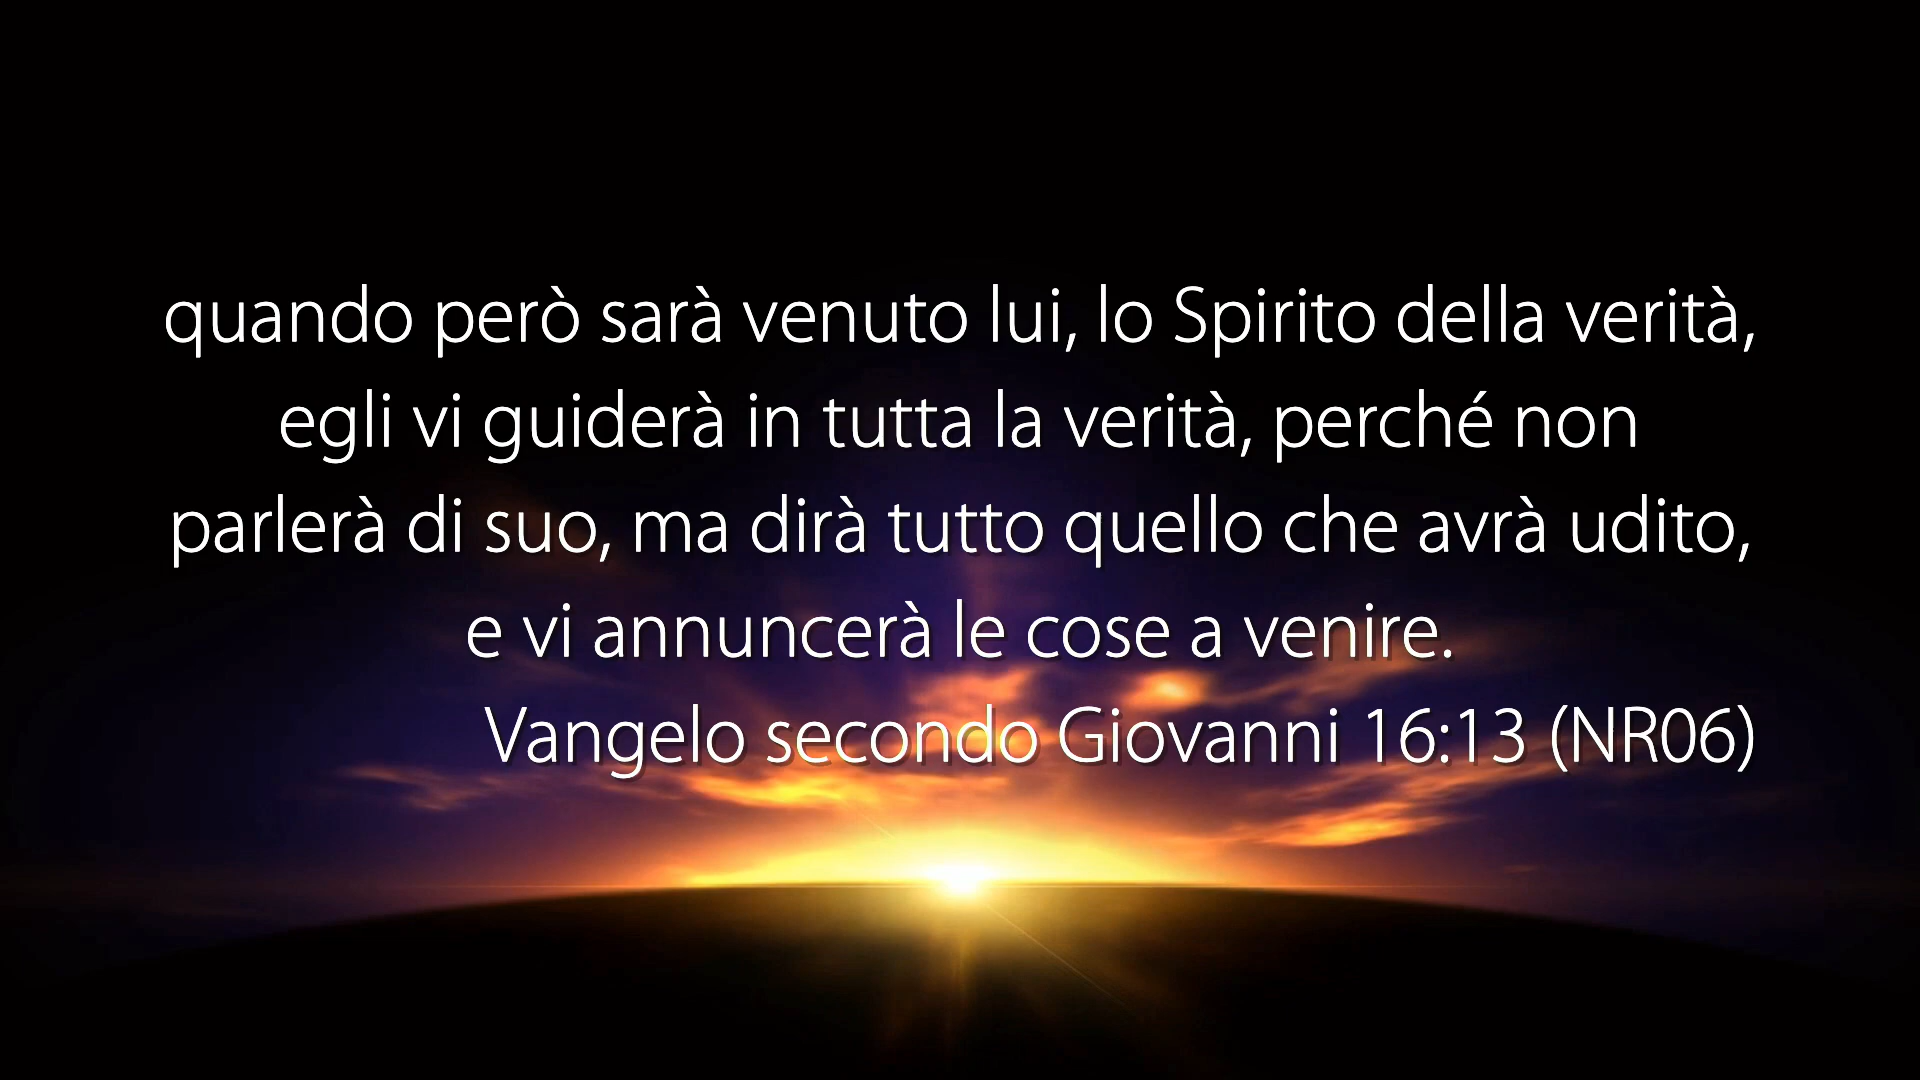 quando però sarà venuto lui, lo Spirito della verità,
egli vi guiderà in tutta la verità, perché non
parlerà di suo, ma dirà tutto quello che avrà udito,
e vi annuncerà le cose a venire.
Vangelo secondo Giovanni 16:13 (NR06)